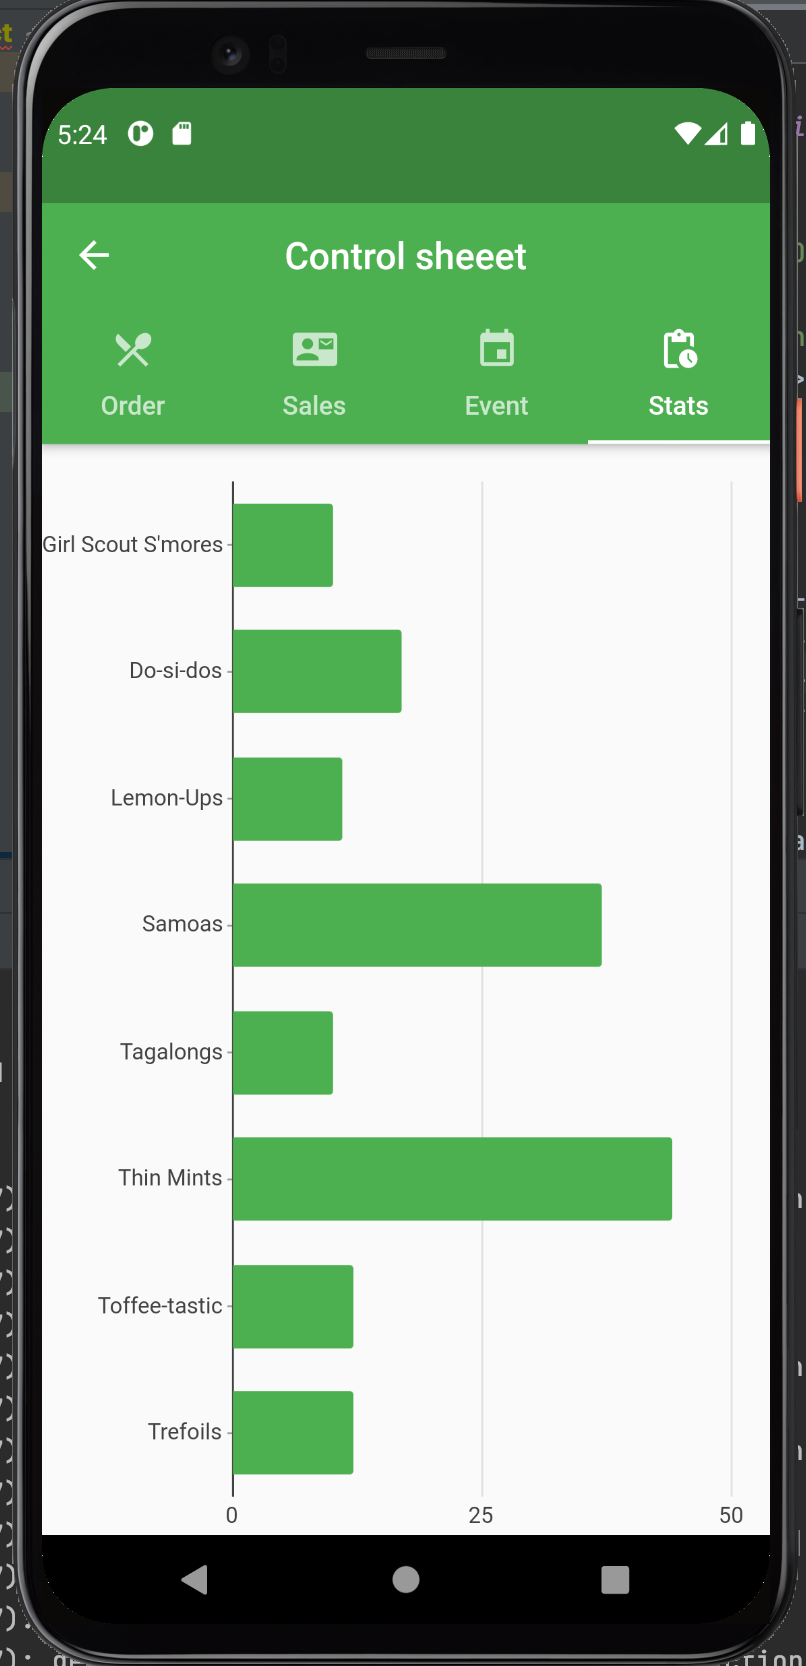 5:24
Control sheeet
Order Sales Event Stats
Girl Scout S'mores
Do-si-dos
Lemon-Ups
Samoas
Tagalongs
Thin Mints
Toffee-tastic
Trefoils
0 25 50